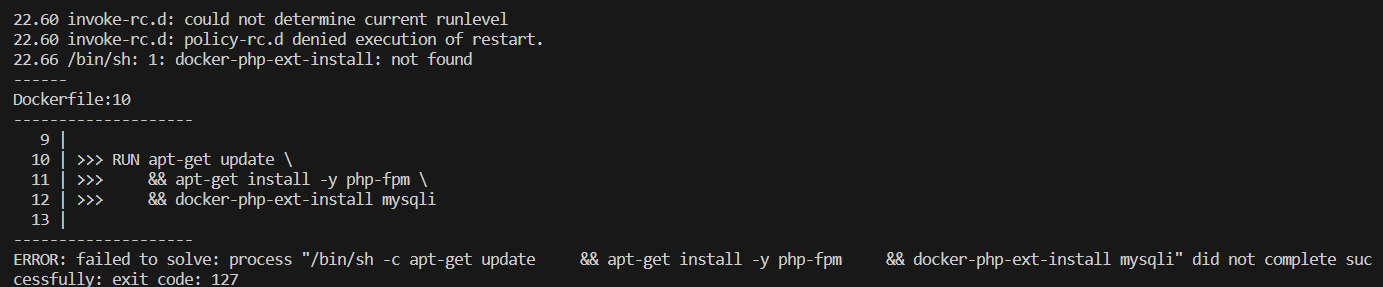 22.60 invoke-rc.d: could not determine current runlevel
22.60 invoke-rc.d: policy-rc.d denied execution of restart.
22.66 /bin/sh: 1: docker-php-ext-install: not found
------
Dockerfile:10
--------------------
   9 |
  10 | >>> RUN apt-get update \
  11 | >>>     && apt-get install -y php-fpm \
  12 | >>>     && docker-php-ext-install mysqli
  13 |
--------------------
ERROR: failed to solve: process "/bin/sh -c apt-get update     && apt-get install -y php-fpm     && docker-php-ext-install mysqli" did not complete suc
cessfully: exit code: 127